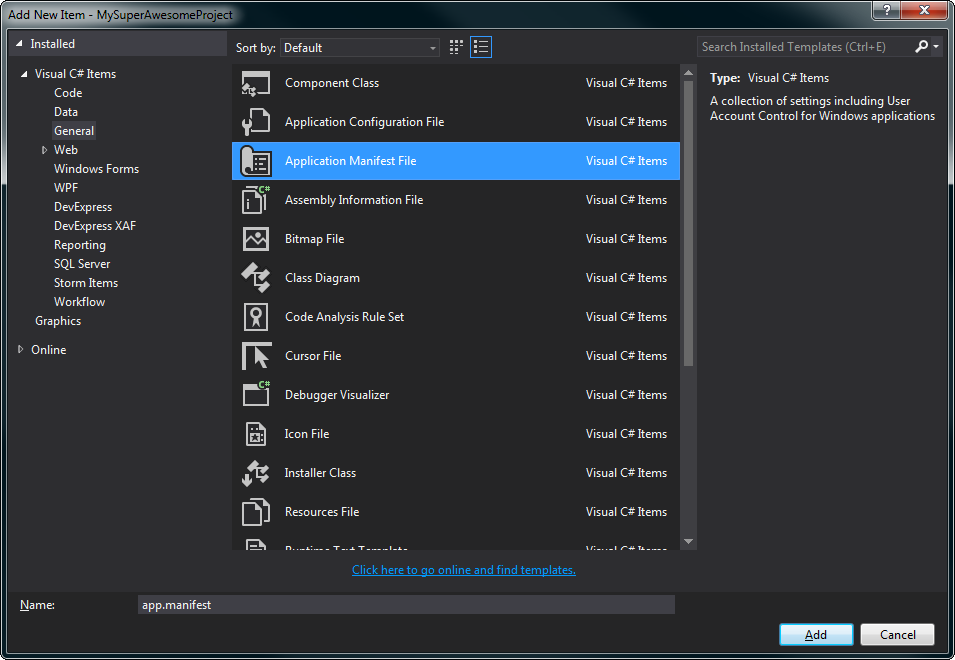 Add New Item - MySuperAwesomeProject
?
Installed
Sort by: Default
Search Installed Templates (Ctrl+E)
Visual C# Items
Code
Data
General
Web
Windows Forms
WPF
DevExpress
DevExpress XAF
Reporting
SQL Server
Storm Items
Workflow
Graphics
Online
Component Class Visual C# Items
Application Configuration File Visual C# Items
Application Manifest File Visual C# Items
C# Assembly Information File Visual C# Items
Bitmap File Visual C# Items
Class Diagram Visual C# Items
Code Analysis Rule Set Visual C# Items
Cursor File Visual C# Items
C# Debugger Visualizer Visual C# Items
Icon File Visual C# Items
Installer Class Visual C# Items
Resources File Visual C# Items
Runtime Text Template Visual C# Items
Type: Visual C# Items
A collection of settings including User
Account Control for Windows applications
Click here to go online and find templates.
Name: app.manifest
Add Cancel